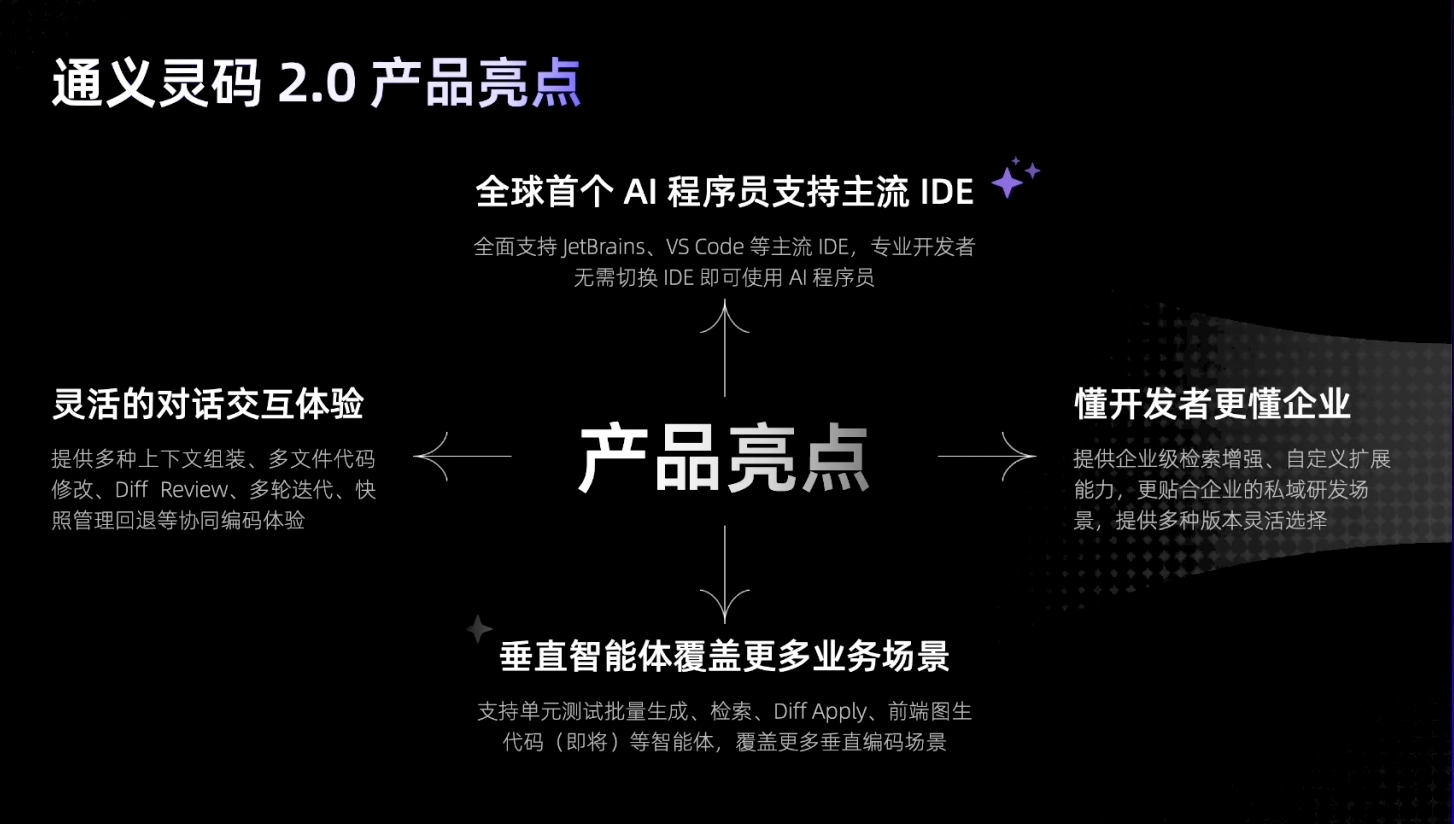 通义灵码 2.0 产品亮点
全球首个 AI 程序员支持主流 IDE
全面支持 JetBrains、VS Code 等主流 IDE，专业开发者
无需切换 IDE 即可使用 AI 程序员
灵活的对话交互体验
提供多种上下文组装、多文件代码
修改、Diff Review、多轮迭代、快
照管理回退等协同编码体验
产品亮点
懂开发者更懂企业
提供企业级检索增强、自定义扩展
能力，更贴合企业的私域研发场
景，提供多种版本灵活选择
垂直智能体覆盖更多业务场景
支持单元测试批量生成、检索、Diff Apply、前端图生
代码（即将）等智能体，覆盖更多垂直编码场景